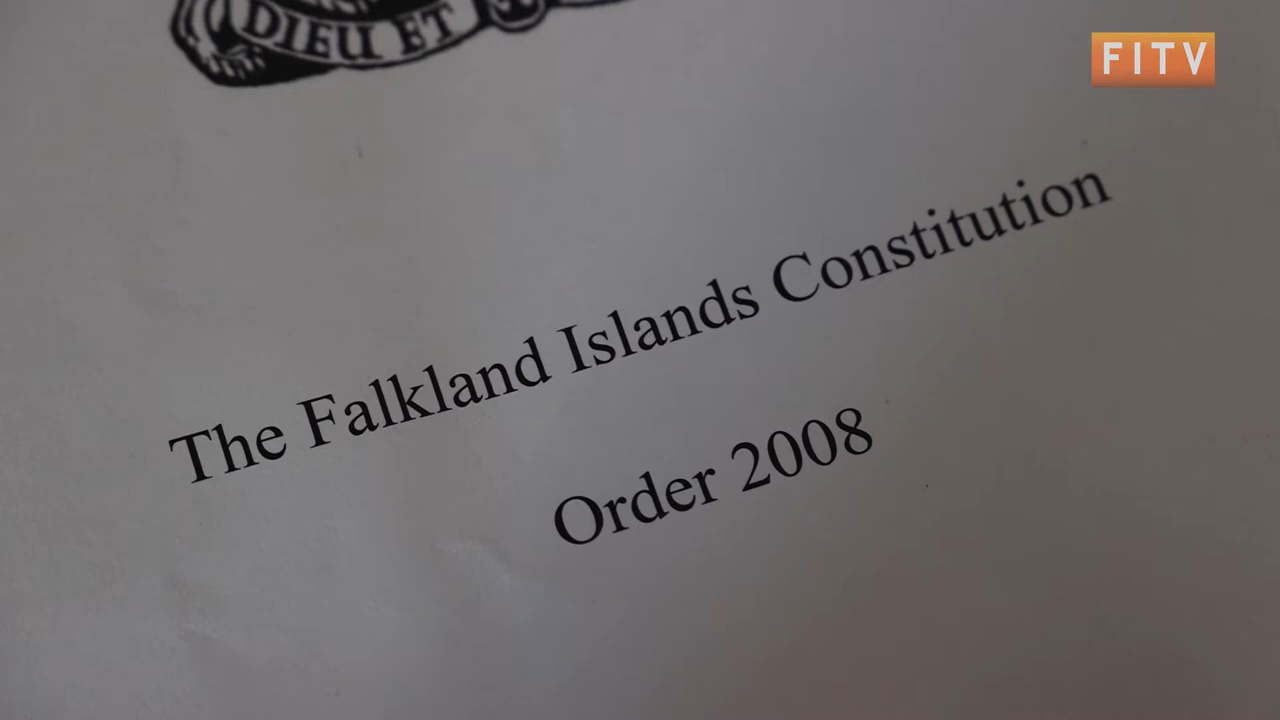 DIEU ET
FITV
The Falkland Islands Constitution
Order 2008